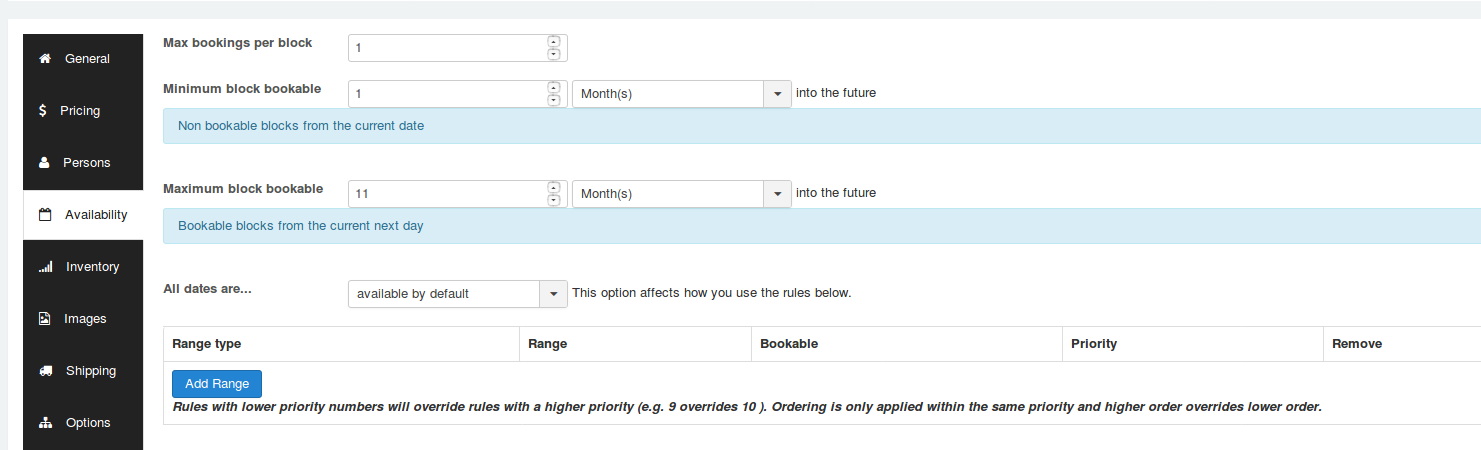 General
Pricing
Persons
Availability
Inventory
Images
Shipping
Options
Max bookings per block 1
Minimum block bookable 1 Month(s) into the future
Non bookable blocks from the current date
Maximum block bookable 11 Month(s) into the future
Bookable blocks from the current next day
All dates are... available by default This option affects how you use the rules below.
Range type Range Bookable Priority Remove
Add Range
Rules with lower priority numbers will override rules with a higher priority (e.g. 9 overrides 10 ). Ordering is only applied within the same priority and higher order overrides lower order.